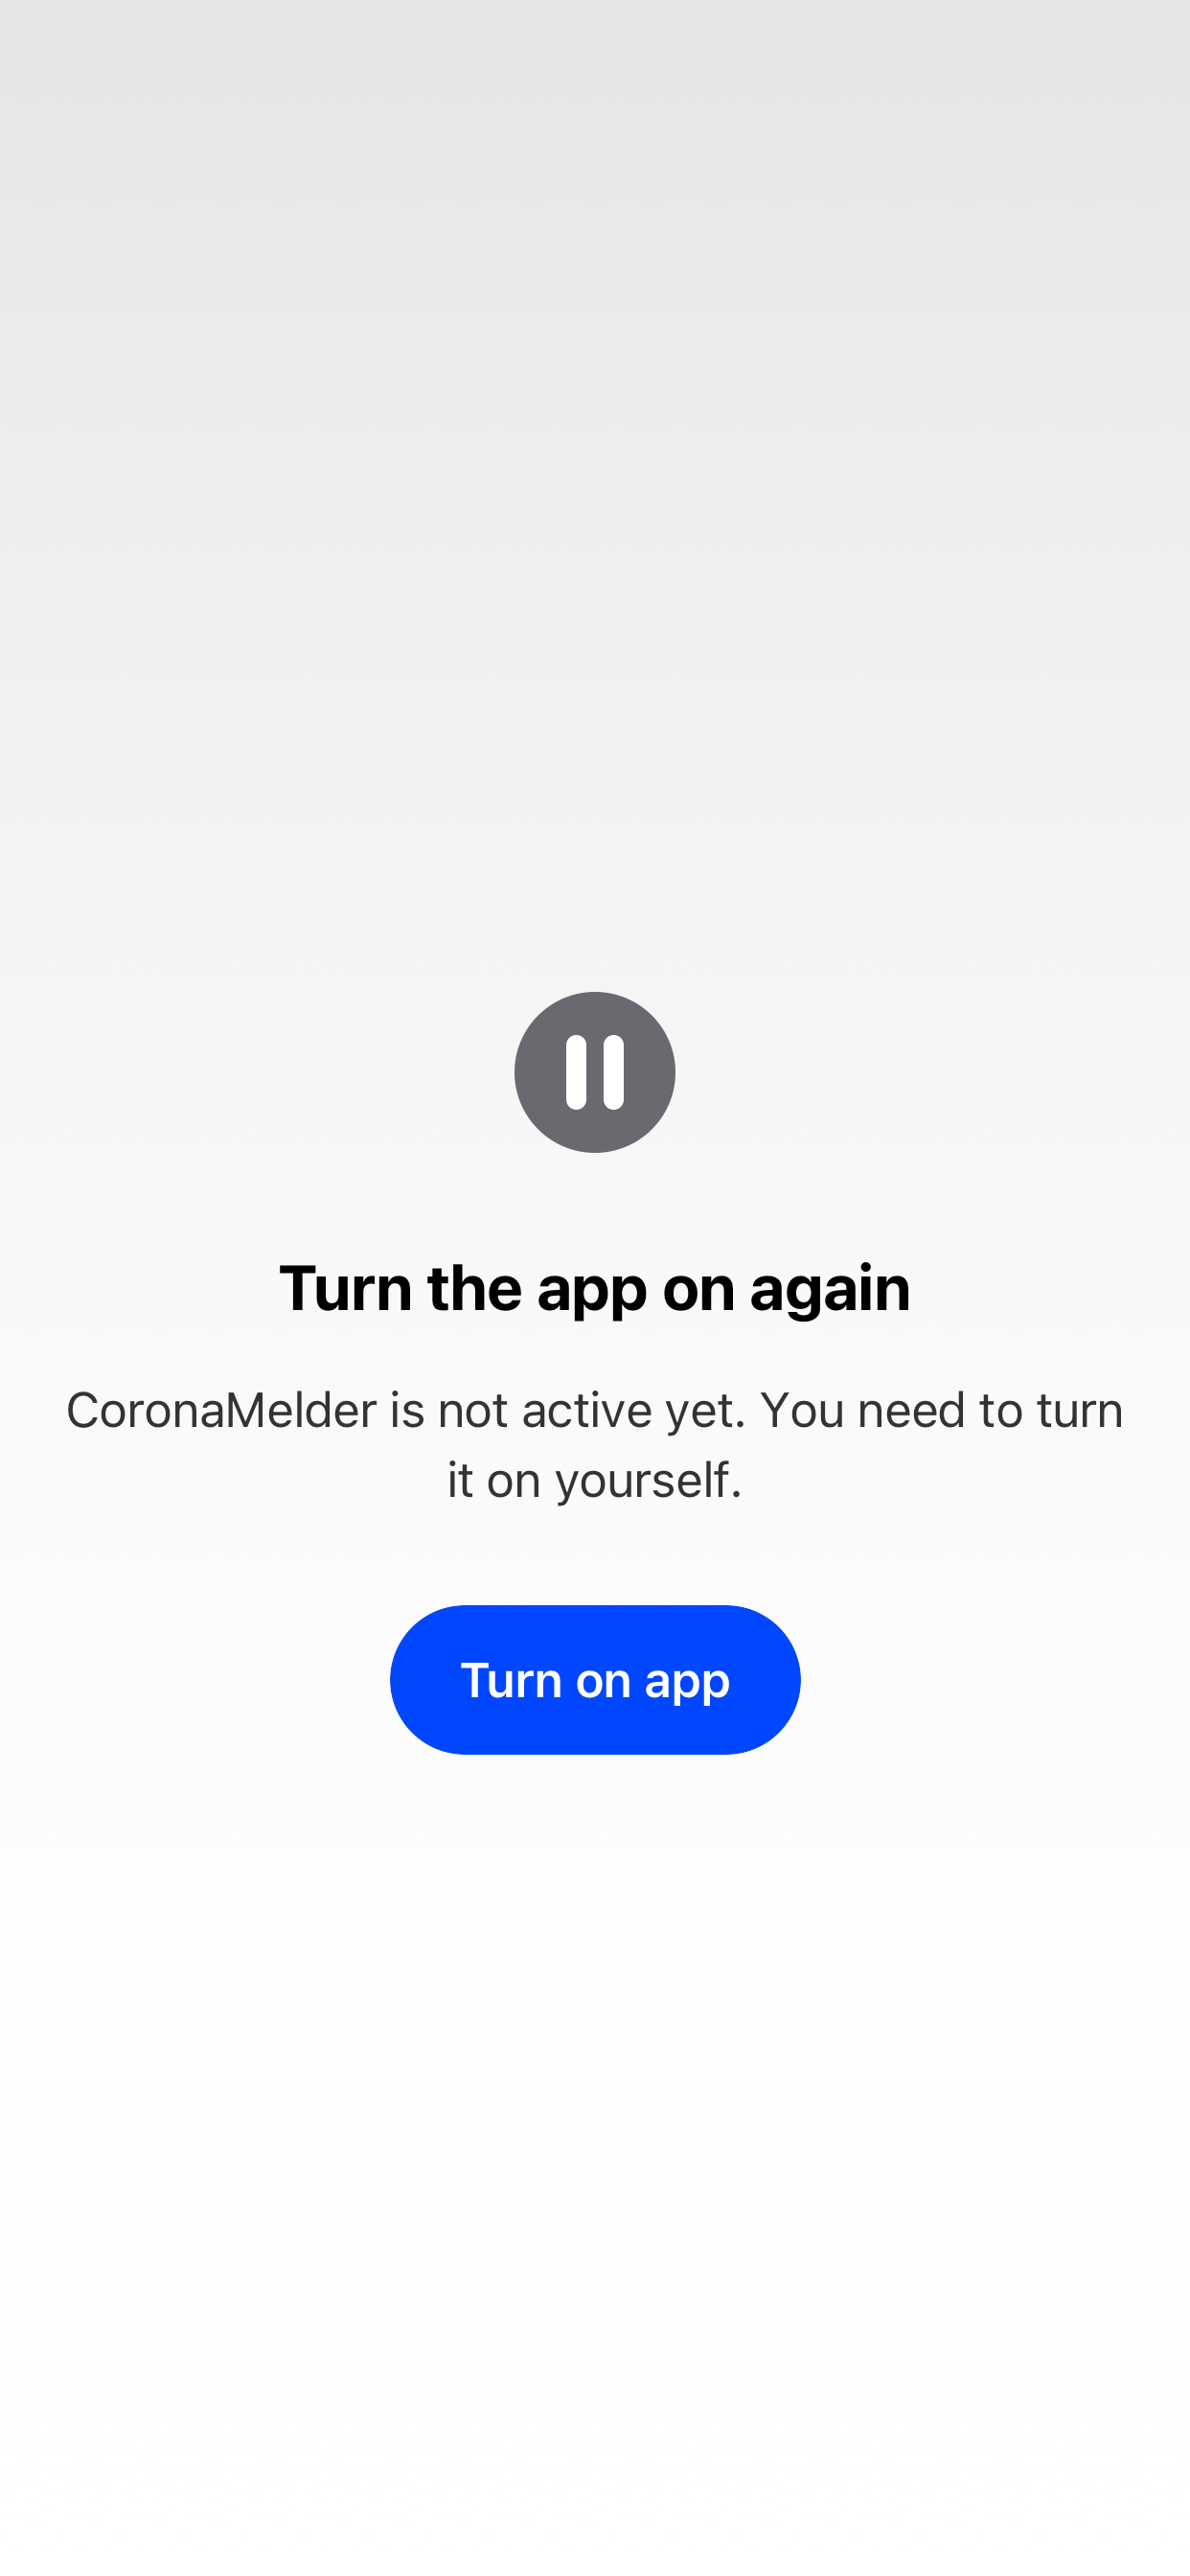 Turn the app on again
CoronaMelder is not active yet. You need to turn
it on yourself.
Turn on app